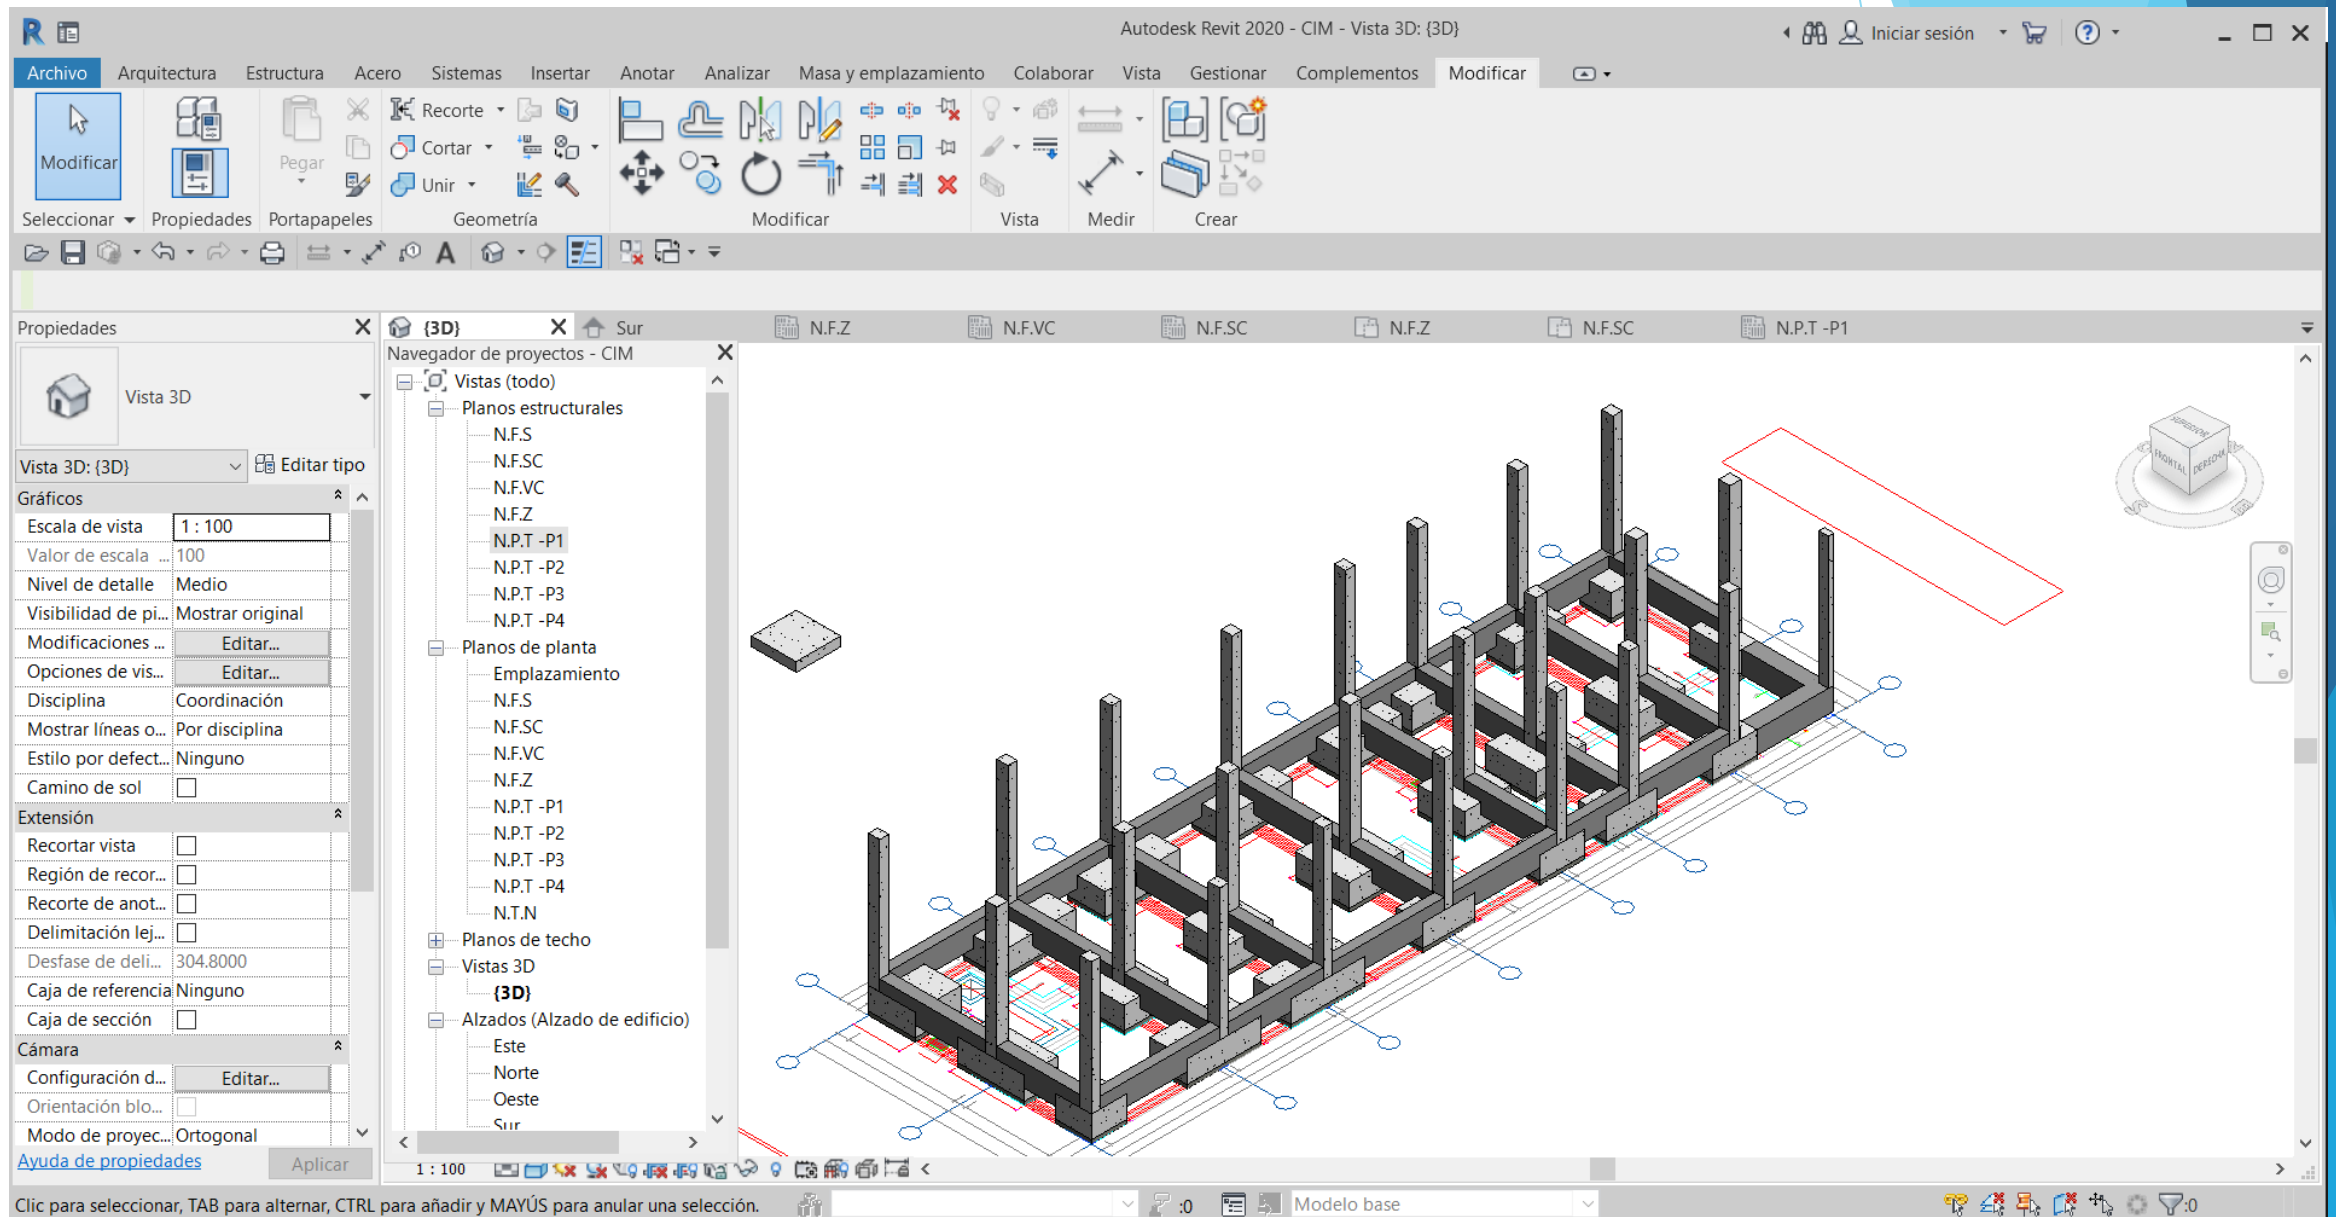 Autodesk Revit 2020 - CIM - Vista 3D: {3D}
Iniciar sesión
Archivo Arquitectura Estructura Acero Sistemas Insertar Anotar Analizar Masa y emplazamiento Colaborar Vista Gestionar Complementos Modificar
Modificar
Pegar
Recorte
Cortar
Unir
Seleccionar Propiedades Portapapeles Geometría Modificar Vista Medir Crear
Propiedades
Vista 3D
Vista 3D: {3D} Editar tipo
Gráficos
Escala de vista 1 : 100
Valor de escala ... 100
Nivel de detalle Medio
Visibilidad de pi... Mostrar original
Modificaciones ... Editar...
Opciones de vis... Editar...
Disciplina Coordinación
Mostrar líneas o... Por disciplina
Estilo por defect... Ninguno
Camino de sol
Extensión
Recortar vista
Región de recor...
Recorte de anot...
Delimitación lej...
Desfase de deli... 304.8000
Caja de referencia Ninguno
Caja de sección
Cámara
Configuración d... Editar...
Orientación blo...
Modo de proyec... Ortogonal
Ayuda de propiedades Aplicar
{3D} Sur N.F.Z N.F.VC N.F.SC N.F.Z N.F.SC N.P.T -P1
Navegador de proyectos - CIM
Vistas (todo)
Planos estructurales
N.F.S
N.F.SC
N.F.VC
N.F.Z
N.P.T -P1
N.P.T -P2
N.P.T -P3
N.P.T -P4
Planos de planta
Emplazamiento
N.F.S
N.F.SC
N.F.VC
N.F.Z
N.P.T -P1
N.P.T -P2
N.P.T -P3
N.P.T -P4
N.T.N
Planos de techo
Vistas 3D
{3D}
Alzados (Alzado de edificio)
Este
Norte
Oeste
Sur
SUPERIOR
FRONTAL
DERECHA
1 : 100
Clic para seleccionar, TAB para alternar, CTRL para añadir y MAYÚS para anular una selección.
:0
Modelo base
:0